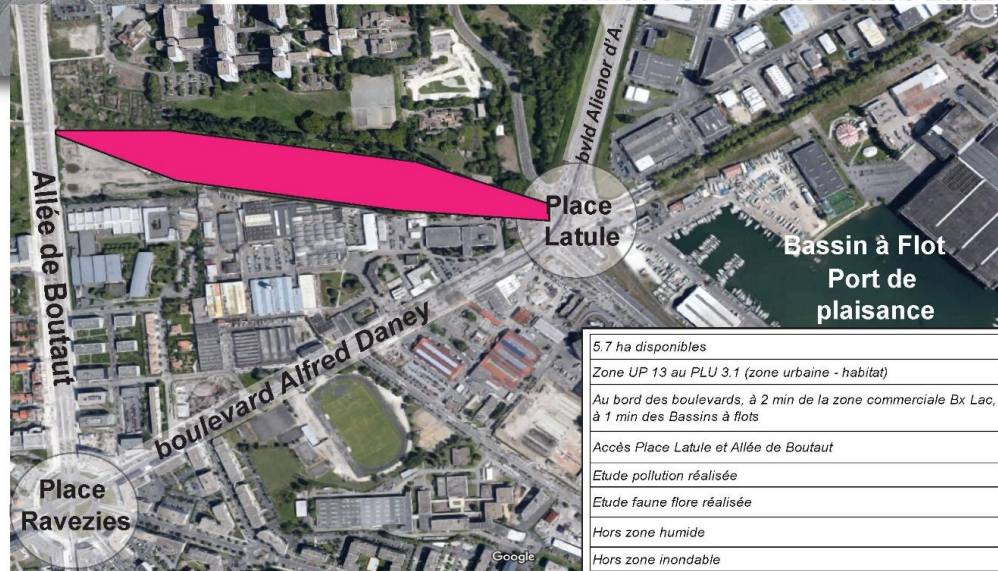 Allée de Boutaut
bvld Alienor d'A.
Place
Latule
Bassin à Flot
Port de
plaisance
boulevard Alfred Daney
Place
Ravezies
Google
5.7 ha disponibles
Zone UP 13 au PLU 3.1 (zone urbaine - habitat)
Au bord des boulevards, à 2 min de la zone commerciale Bx Lac,
à 1 min des Bassins à flots
Accès Place Latule et Allée de Boutaut
Etude pollution réalisée
Etude faune flore réalisée
Hors zone humide
Hors zone inondable